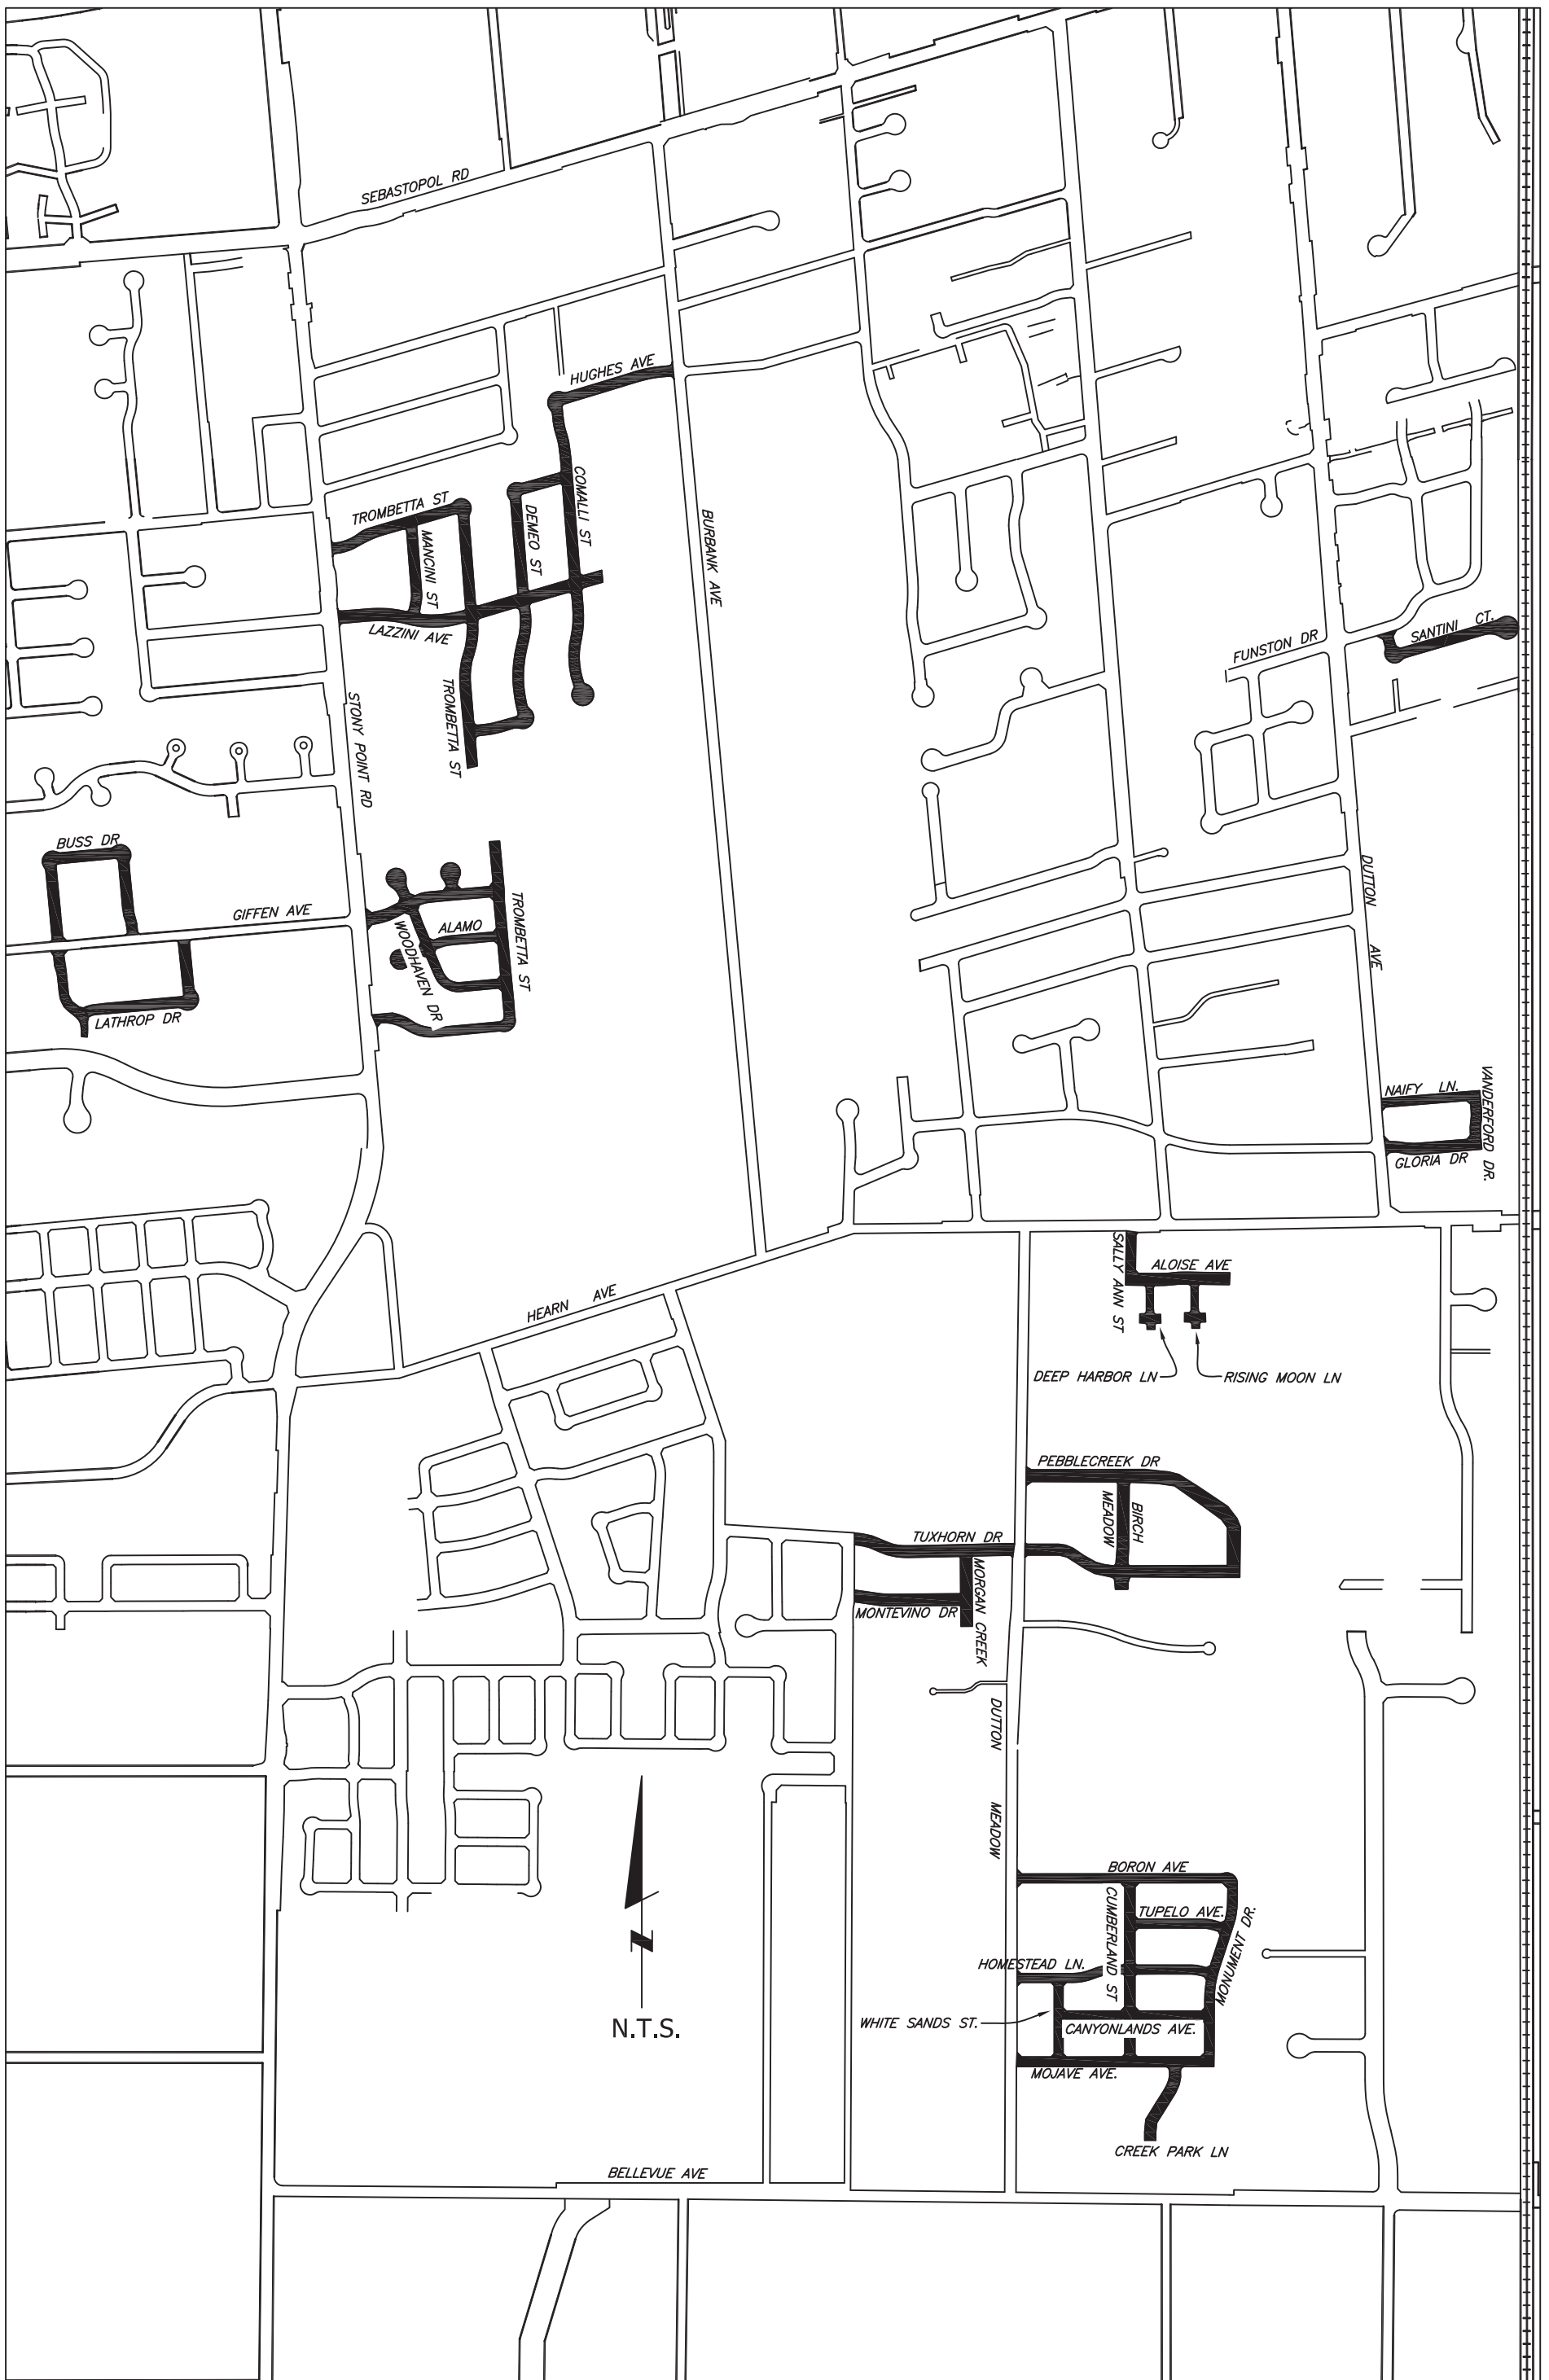 SEBASTOPOL RD
HUGHES AVE
COMALLI ST
TROMBETTA ST
DEMEO ST
MANCINI ST
BURBANK AVE
LAZZINI AVE
FUNSTON DR
SANTINI CT.
TROMBETTA ST
STONY POINT RD
BUSS DR
DUTTON
AVE
GIFFEN AVE
TROMBETTA ST
ALAMO
WOODHAVEN DR
LATHROP DR
NAIFY LN.
VANDERFORD DR.
GLORIA DR
SALLY ANN ST
ALOISE AVE
HEARN AVE
DEEP HARBOR LN
RISING MOON LN
PEBBLECREEK DR
BIRCH
MEADOW
TUXHORN DR
MORGAN CREEK
MONTEVINO DR
DUTTON
MEADOW
BORON AVE
CUMBERLAND ST
TUPELO AVE.
MONUMENT DR.
HOMESTEAD LN.
WHITE SANDS ST.
CANYONLANDS AVE.
MOJAVE AVE.
CREEK PARK LN
N
N.T.S.
BELLEVUE AVE